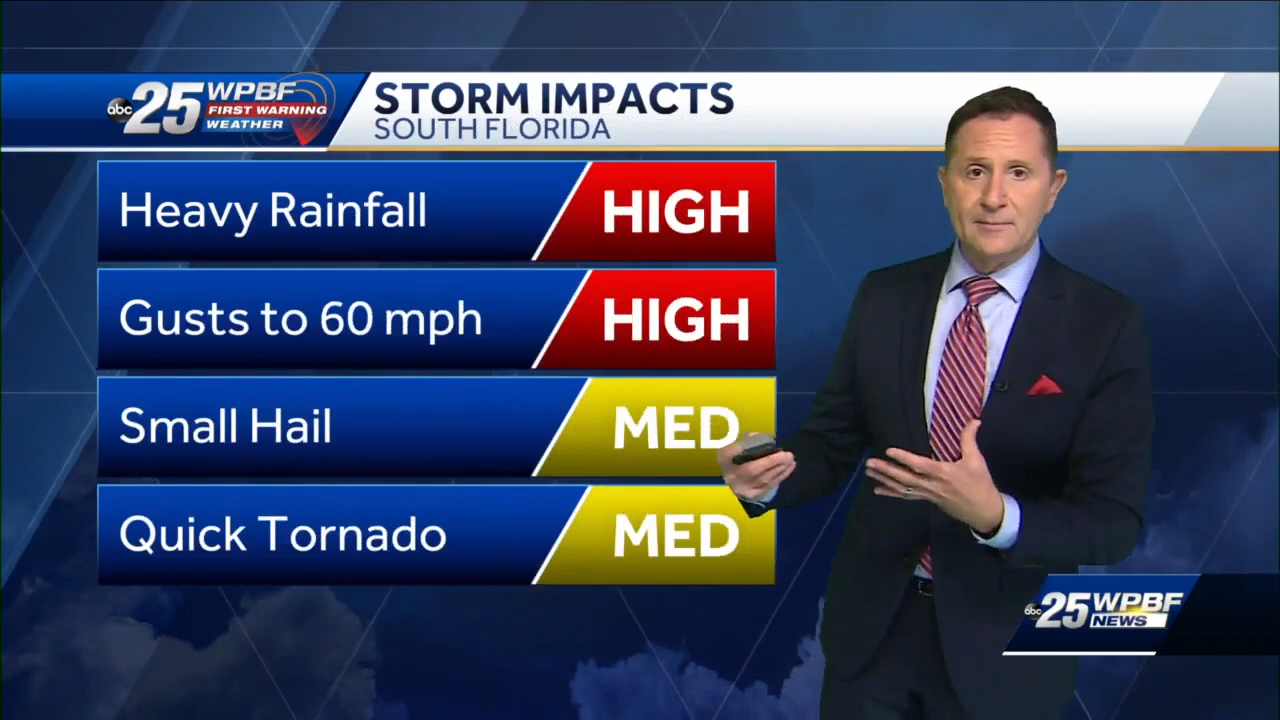 abc 25 WPBF
FIRST WARNING
WEATHER
STORM IMPACTS
SOUTH FLORIDA
Heavy Rainfall HIGH
Gusts to 60 mph HIGH
Small Hail MED
Quick Tornado MED
abc 25 WPBF
NEWS